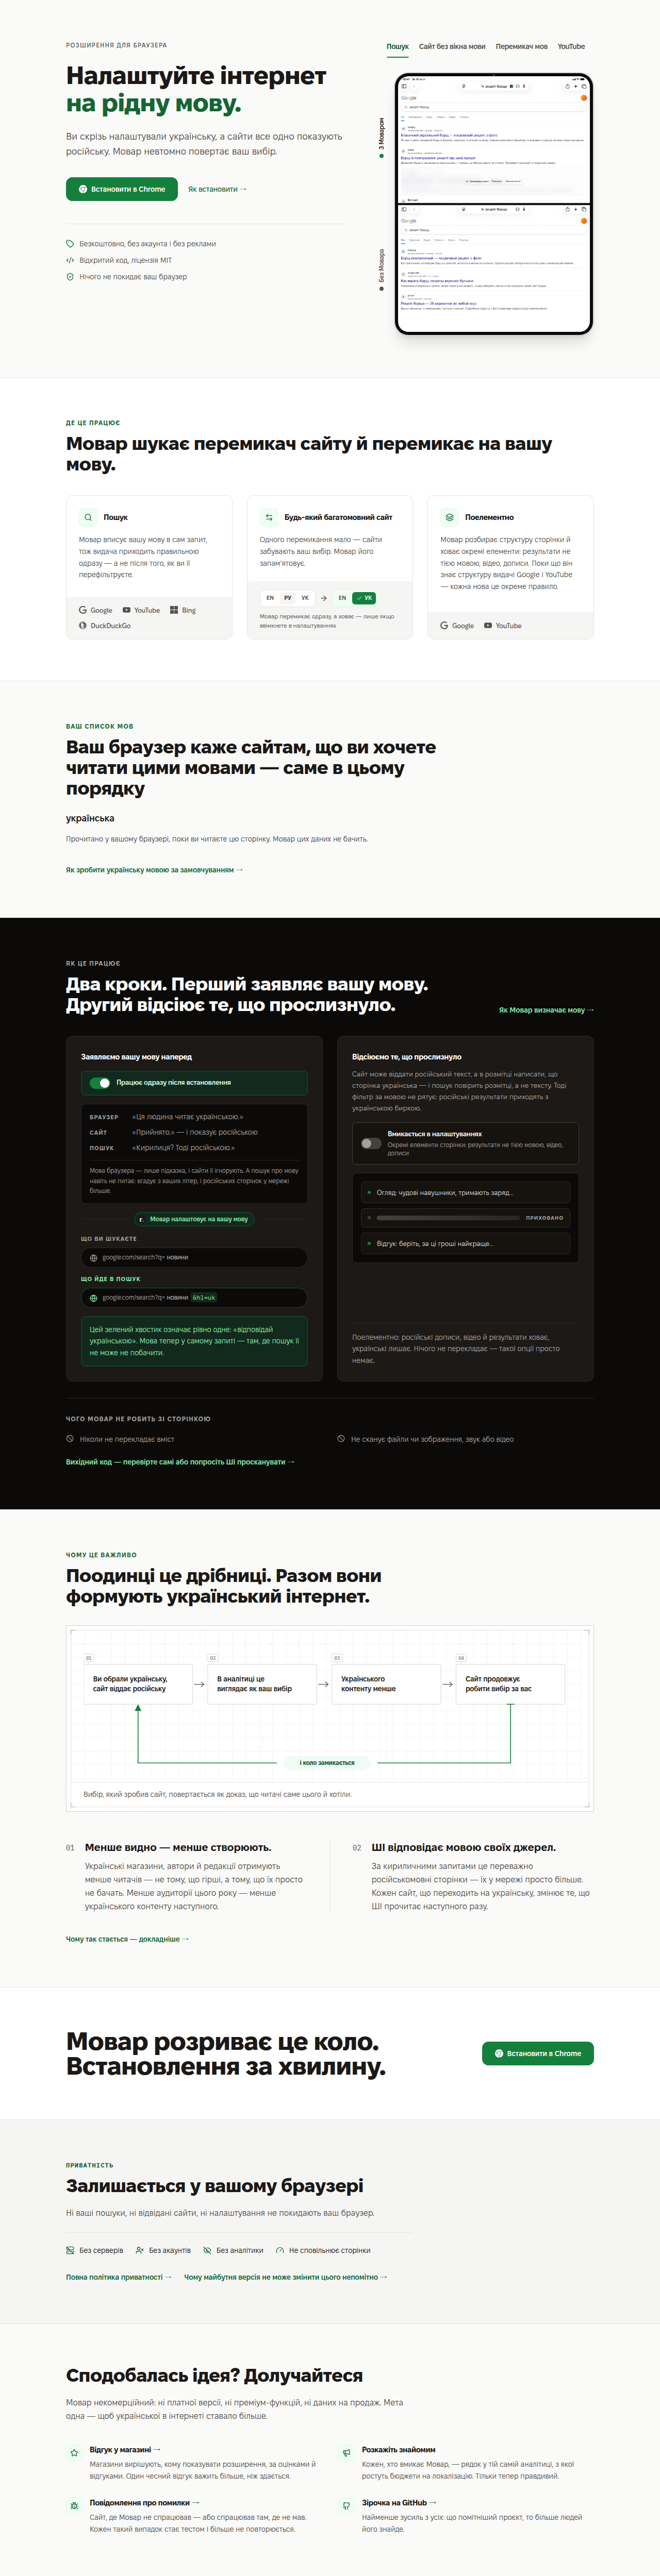 РОЗШИРЕННЯ ДЛЯ БРАУЗЕРА
Налаштуйте інтернет
на рідну мову.
Ви скрізь налаштували українську, а сайти все одно показують
російську. Мовар невтомно повертає ваш вибір.
Встановити в Chrome
Як встановити →
Безкоштовно, без акаунта і без реклами
Відкритий код, ліцензія MIT
Нічого не покидає ваш браузер
Пошук
Сайт без вікна мови
Перемикач мов
YouTube
З Моваром
Без Мовара
ДЕ ЦЕ ПРАЦЮЄ
Мовар шукає перемикач сайту й перемикає на вашу
мову.
Пошук
Мовар вписує вашу мову в сам запит,
тож видача приходить правильною
одразу — а не після того, як ви її
перефільтруєте.
Google
YouTube
Bing
DuckDuckGo
Будь-який багатомовний сайт
Одного перемикання мало — сайти
забувають ваш вибір. Мовар його
запам'ятовує.
EN РУ УК → EN УК
Мовар перемикає одразу, а ховає — лише якщо
ввімкнете в налаштуваннях
Поелементно
Мовар розбирає структуру сторінки й
ховає окремі елементи: результати не
тією мовою, відео, дописи. Поки що він
знає структуру видачі Google і YouTube
— кожна нова це окреме правило.
Google
YouTube
ВАШ СПИСОК МОВ
Ваш браузер каже сайтам, що ви хочете
читати цими мовами — саме в цьому
порядку
українська
Прочитано у вашому браузері, поки ви читаєте цю сторінку. Мовар цих даних не бачить.
Як зробити українську мовою за замовчуванням →
ЯК ЦЕ ПРАЦЮЄ
Два кроки. Перший заявляє вашу мову.
Другий відсіює те, що прослизнуло.
Як Мовар визначає мову →
Заявляємо вашу мову наперед
Працює одразу після встановлення
БРАУЗЕР «Ця людина читає українською.»
САЙТ «Прийнято.» — і показує російською
ПОШУК «Кирилиця? Тоді російською.»
Мова браузера — лише підказка, і сайти її ігнорують. А пошук про мову
навіть не питає: вгадує з ваших літер, і російських сторінок у мережі
більше.
Мовар налаштовує на вашу мову
ЩО ВИ ШУКАЄТЕ
google.com/search?q= новини
ЩО ЙДЕ В ПОШУК
google.com/search?q= новини &hl=uk
Цей зелений хвостик означає рівно одне: «відповідай
українською». Мова тепер у самому запиті — там, де пошук її
не може не побачити.
Відсіюємо те, що прослизнуло
Сайт може віддати російський текст, а в розмітці написати, що
сторінка українська — і пошук повірить розмітці, а не тексту. Тоді
фільтр за мовою не рятує: російські результати приходять з
українською биркою.
Вмикається в налаштуваннях
Окремі елементи сторінки: результати не тією мовою, відео,
дописи
Огляд: чудові навушники, тримають заряд…
ПРИХОВАНО
Відгук: беріть, за ці гроші найкраще…
Поелементно: російські дописи, відео й результати ховає,
українські лишає. Нічого не перекладає — такої опції просто
немає.
ЧОГО МОВАР НЕ РОБИТЬ ЗІ СТОРІНКОЮ
Ніколи не перекладає вміст
Не сканує файли чи зображення, звук або відео
Вихідний код — перевірте самі або попросіть ШІ просканувати →
ЧОМУ ЦЕ ВАЖЛИВО
Поодинці це дрібниці. Разом вони
формують український інтернет.
01
Ви обрали українську,
сайт віддає російську
02
В аналітиці це
виглядає як ваш вибір
03
Українського
контенту менше
04
Сайт продовжує
робити вибір за вас
і коло замикається
Вибір, який зробив сайт, повертається як доказ, що читачі саме цього й хотіли.
01 Менше видно — менше створюють.
Українські магазини, автори й редакції отримують
менше читачів — не тому, що гірші, а тому, що їх просто
не бачать. Менше аудиторії цього року — менше
українського контенту наступного.
02 ШІ відповідає мовою своїх джерел.
За кириличними запитами це переважно
російськомовні сторінки — їх у мережі просто більше.
Кожен сайт, що переходить на українську, змінює те, що
ШІ прочитає наступного разу.
Чому так стається — докладніше →
Мовар розриває це коло.
Встановлення за хвилину.
Встановити в Chrome
ПРИВАТНІСТЬ
Залишається у вашому браузері
Ні ваші пошуки, ні відвідані сайти, ні налаштування не покидають ваш браузер.
Без серверів
Без акаунтів
Без аналітики
Не сповільнює сторінки
Повна політика приватності →
Чому майбутня версія не може змінити цього непомітно →
Сподобалась ідея? Долучайтеся
Мовар некомерційний: ні платної версії, ні преміум-функцій, ні даних на продаж. Мета
одна — щоб української в інтернеті ставало більше.
Відгук у магазині →
Магазини вирішують, кому показувати розширення, за оцінками й
відгуками. Один чесний відгук важить більше, ніж здається.
Розкажіть знайомим
Кожен, хто вмикає Мовар, — рядок у тій самій аналітиці, з якої
ростуть бюджети на локалізацію. Тільки тепер правдивий.
Повідомлення про помилки →
Сайт, де Мовар не спрацював — або спрацював там, де не мав.
Кожен такий випадок стає тестом і більше не повторюється.
Зірочка на GitHub →
Найменше зусиль з усіх: що помітніший проєкт, то більше людей
його знайде.